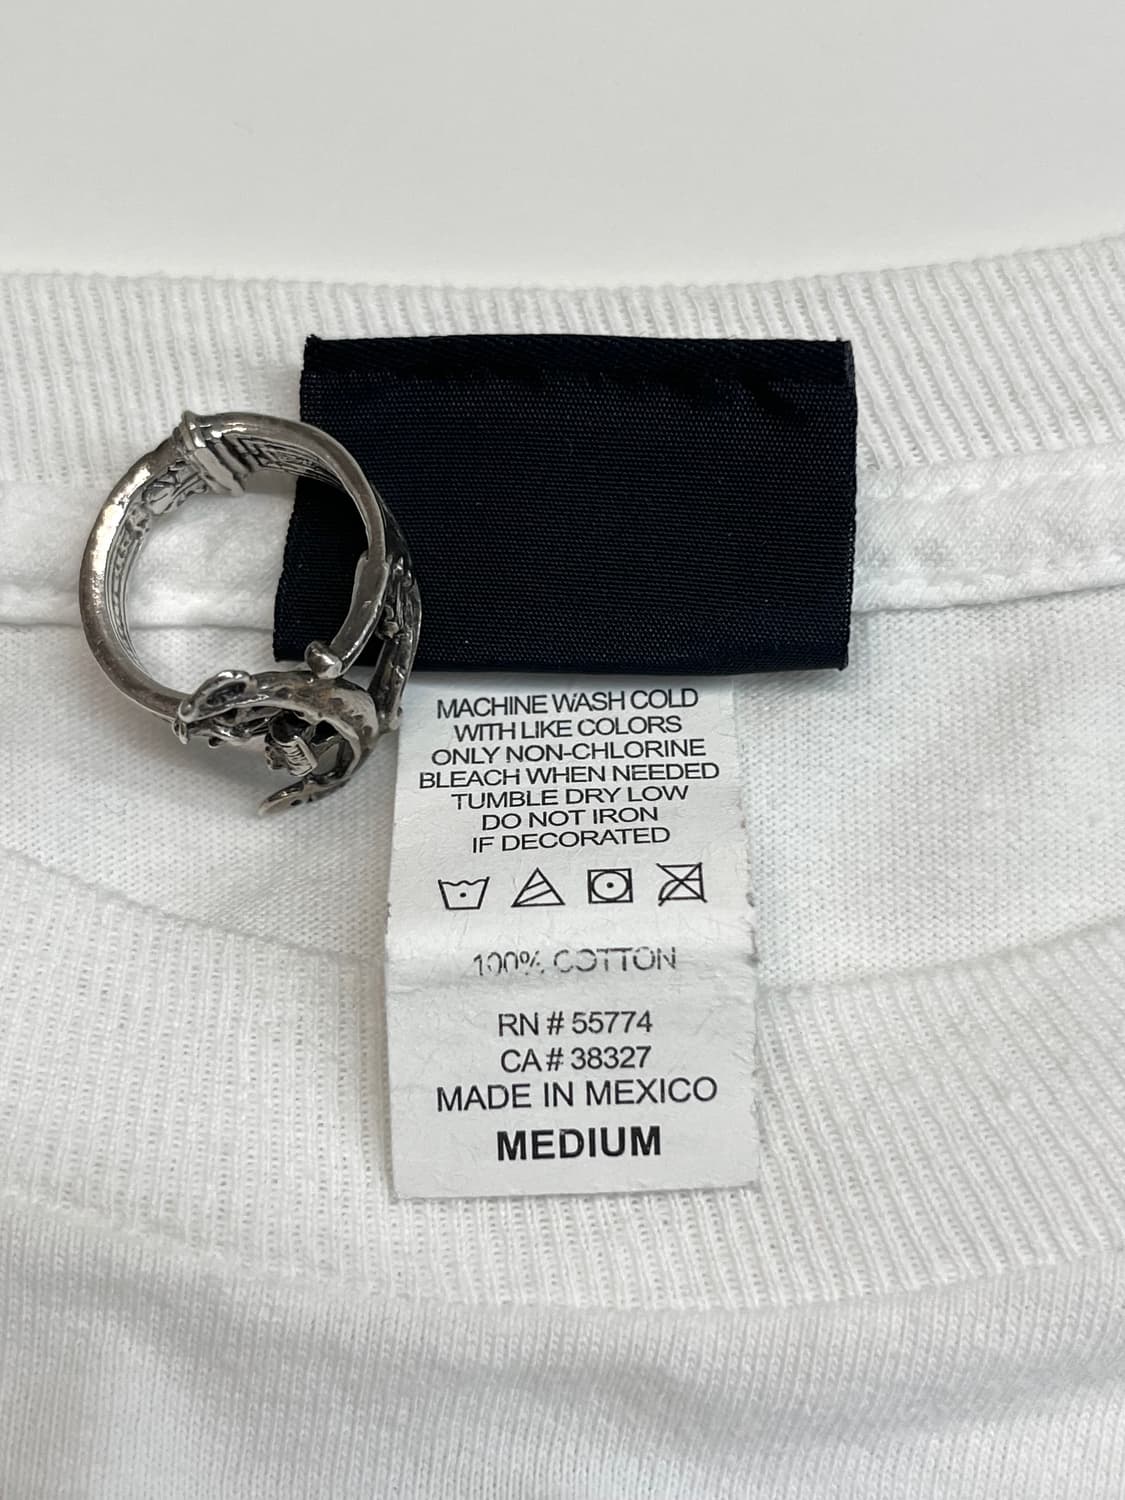 MACHINE WASH COLD
WITH LIKE COLORS
ONLY NON-CHLORINE
BLEACH WHEN NEEDED
TUMBLE DRY LOW
DO NOT IRON
IF DECORATED
100% COTTON
RN # 55774
CA # 38327
MADE IN MEXICO
MEDIUM